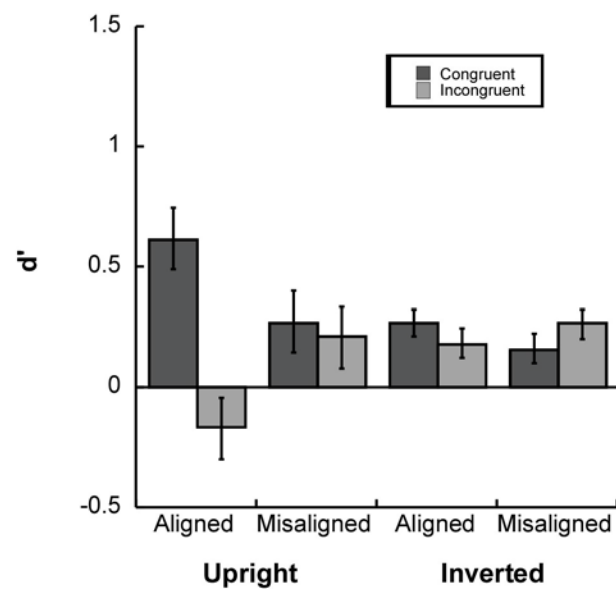 1.5
1
0.5
0
-0.5
d'
Congruent
Incongruent
Aligned Misaligned Aligned Misaligned
Upright Inverted